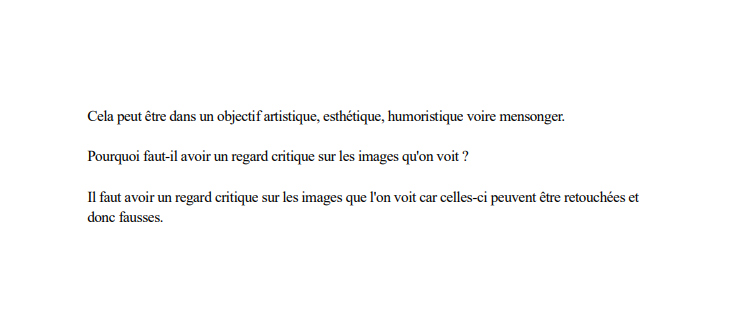 Cela peut être dans un objectif artistique, esthétique, humoristique voire mensonger.
Pourquoi faut-il avoir un regard critique sur les images qu'on voit ?
Il faut avoir un regard critique sur les images que l'on voit car celles-ci peuvent être retouchées et
donc fausses.